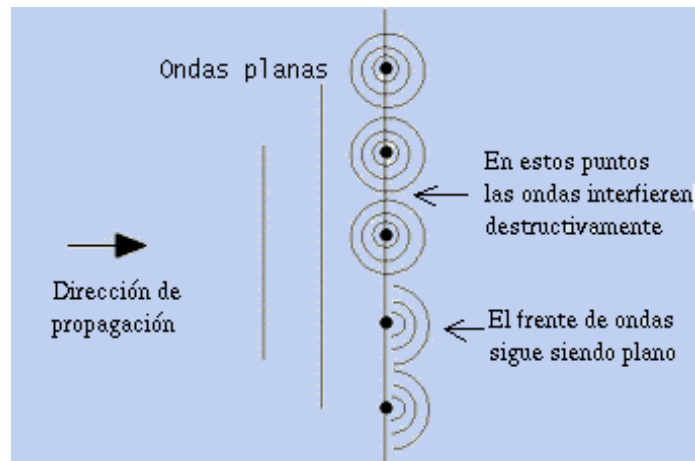 Ondas planas
En estos puntos
las ondas interfieren
destructivamente
Dirección de
propagación
El frente de ondas
sigue siendo plano